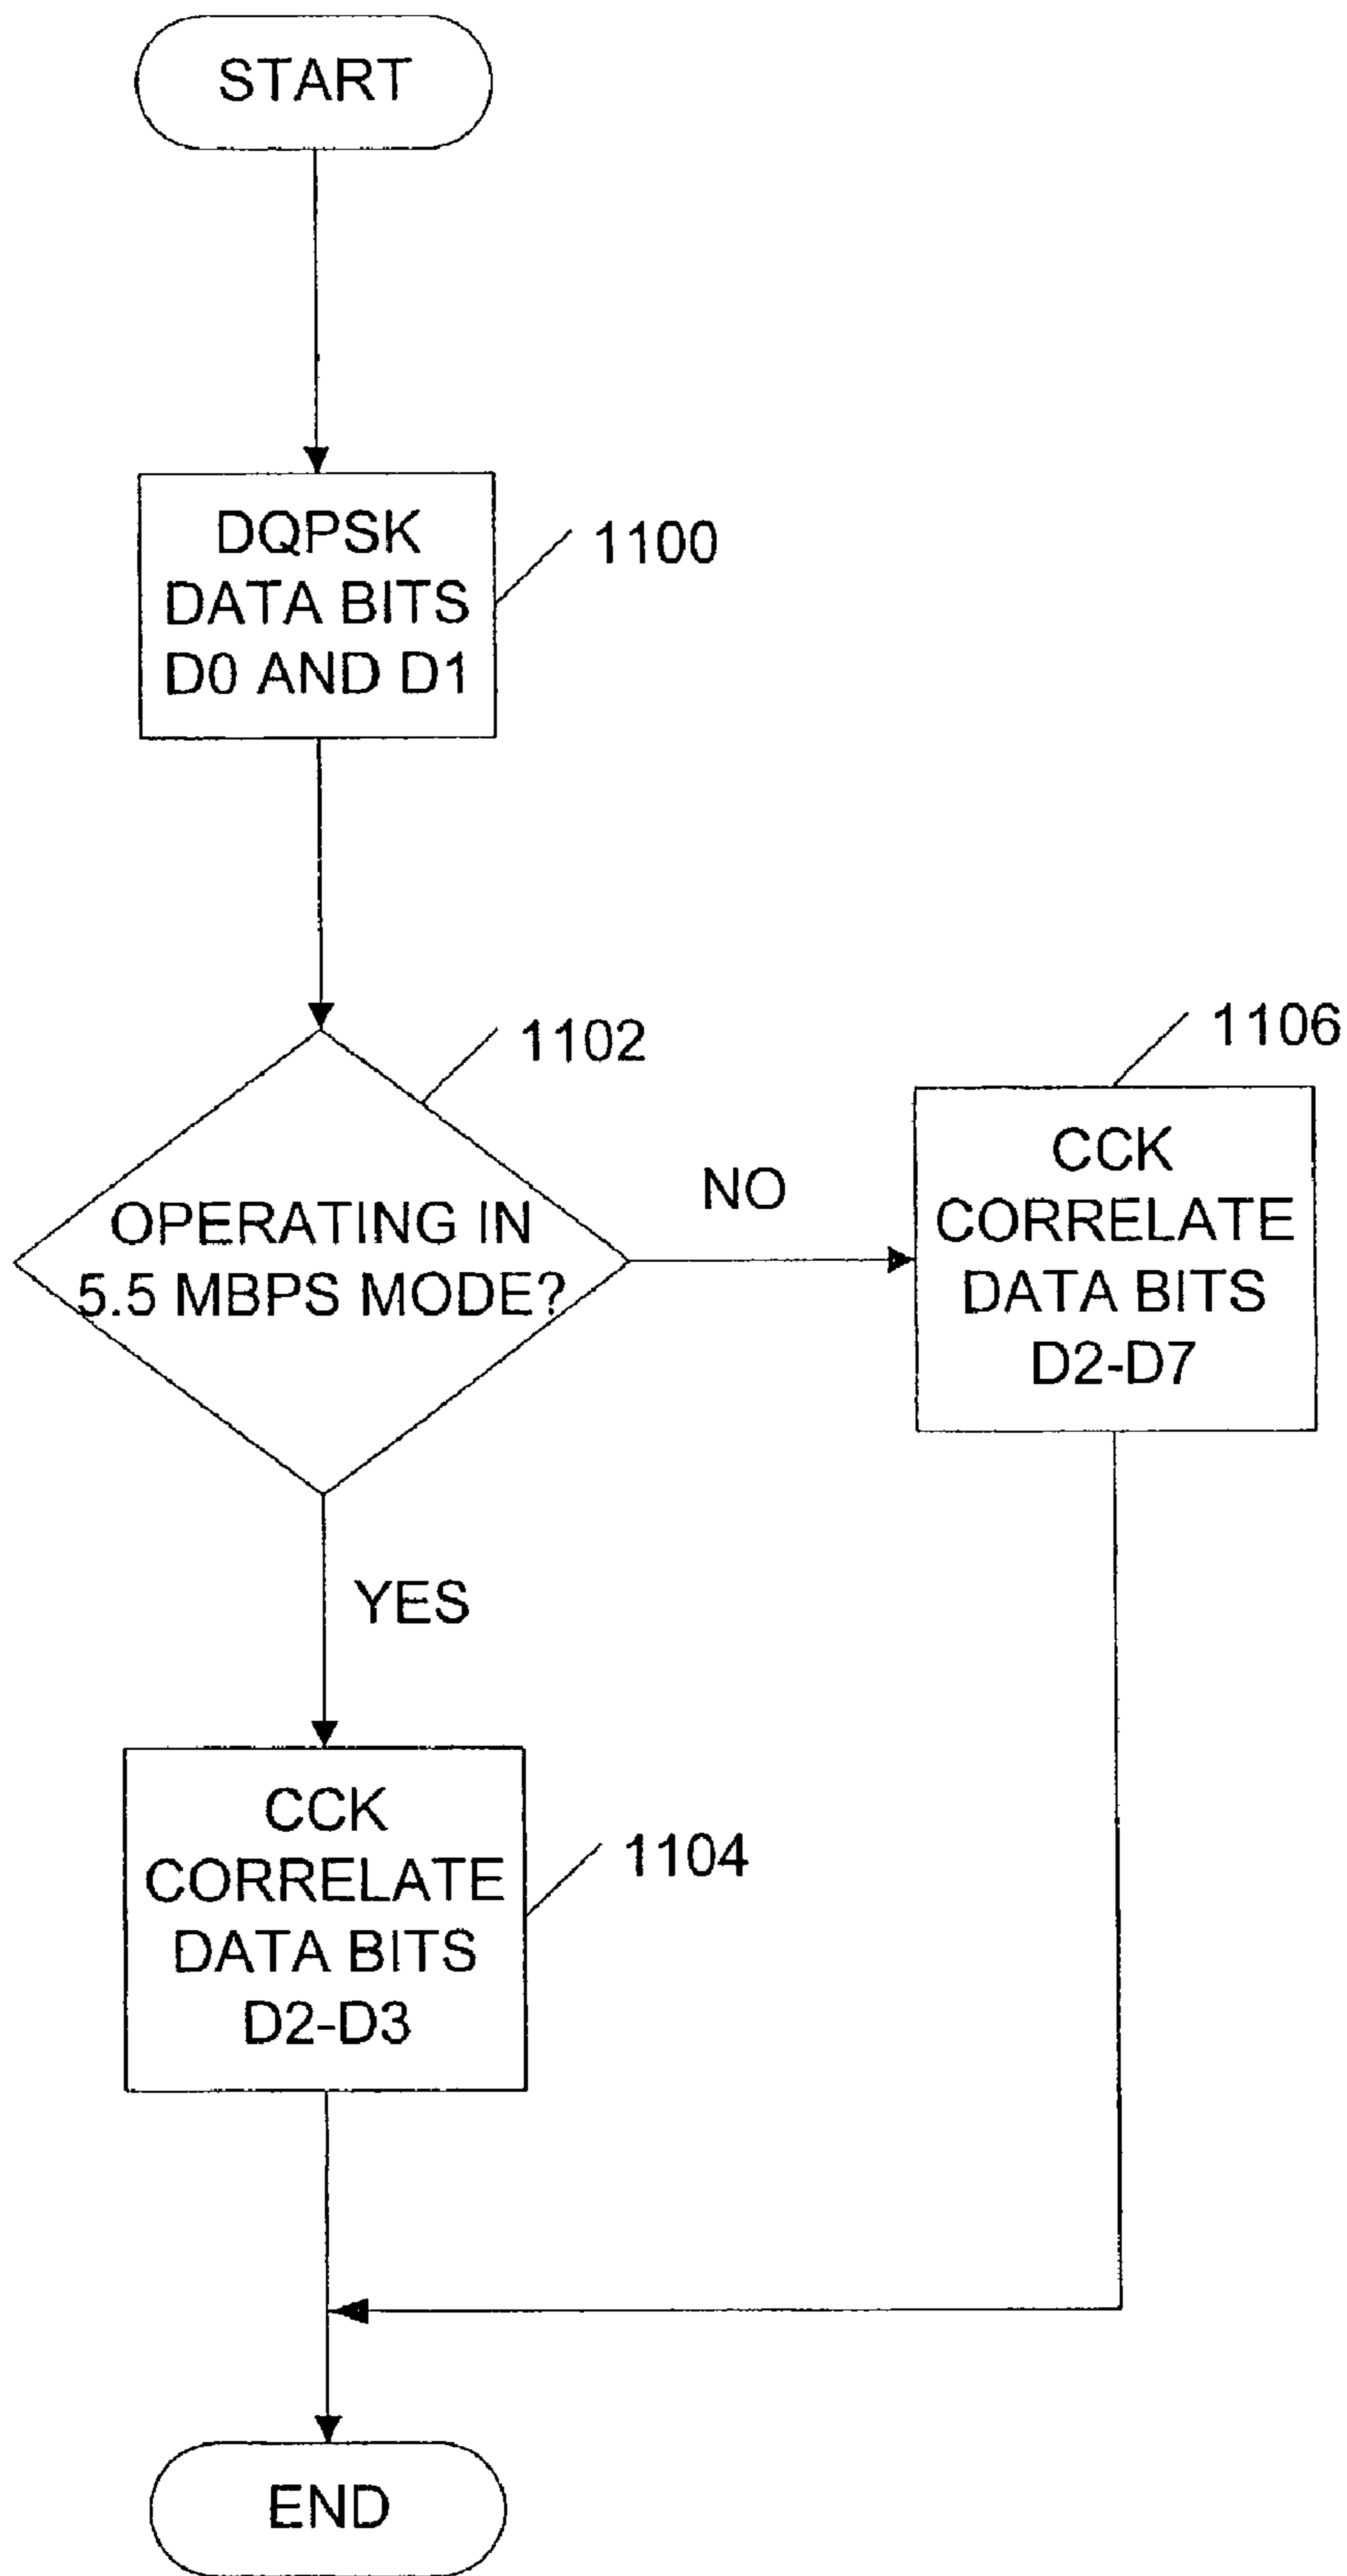 START
DQPSK
DATA BITS
D0 AND D1
1100
1102
OPERATING IN
5.5 MBPS MODE?
NO
1106
CCK
CORRELATE
DATA BITS
D2-D7
YES
CCK
CORRELATE
DATA BITS
D2-D3
1104
END